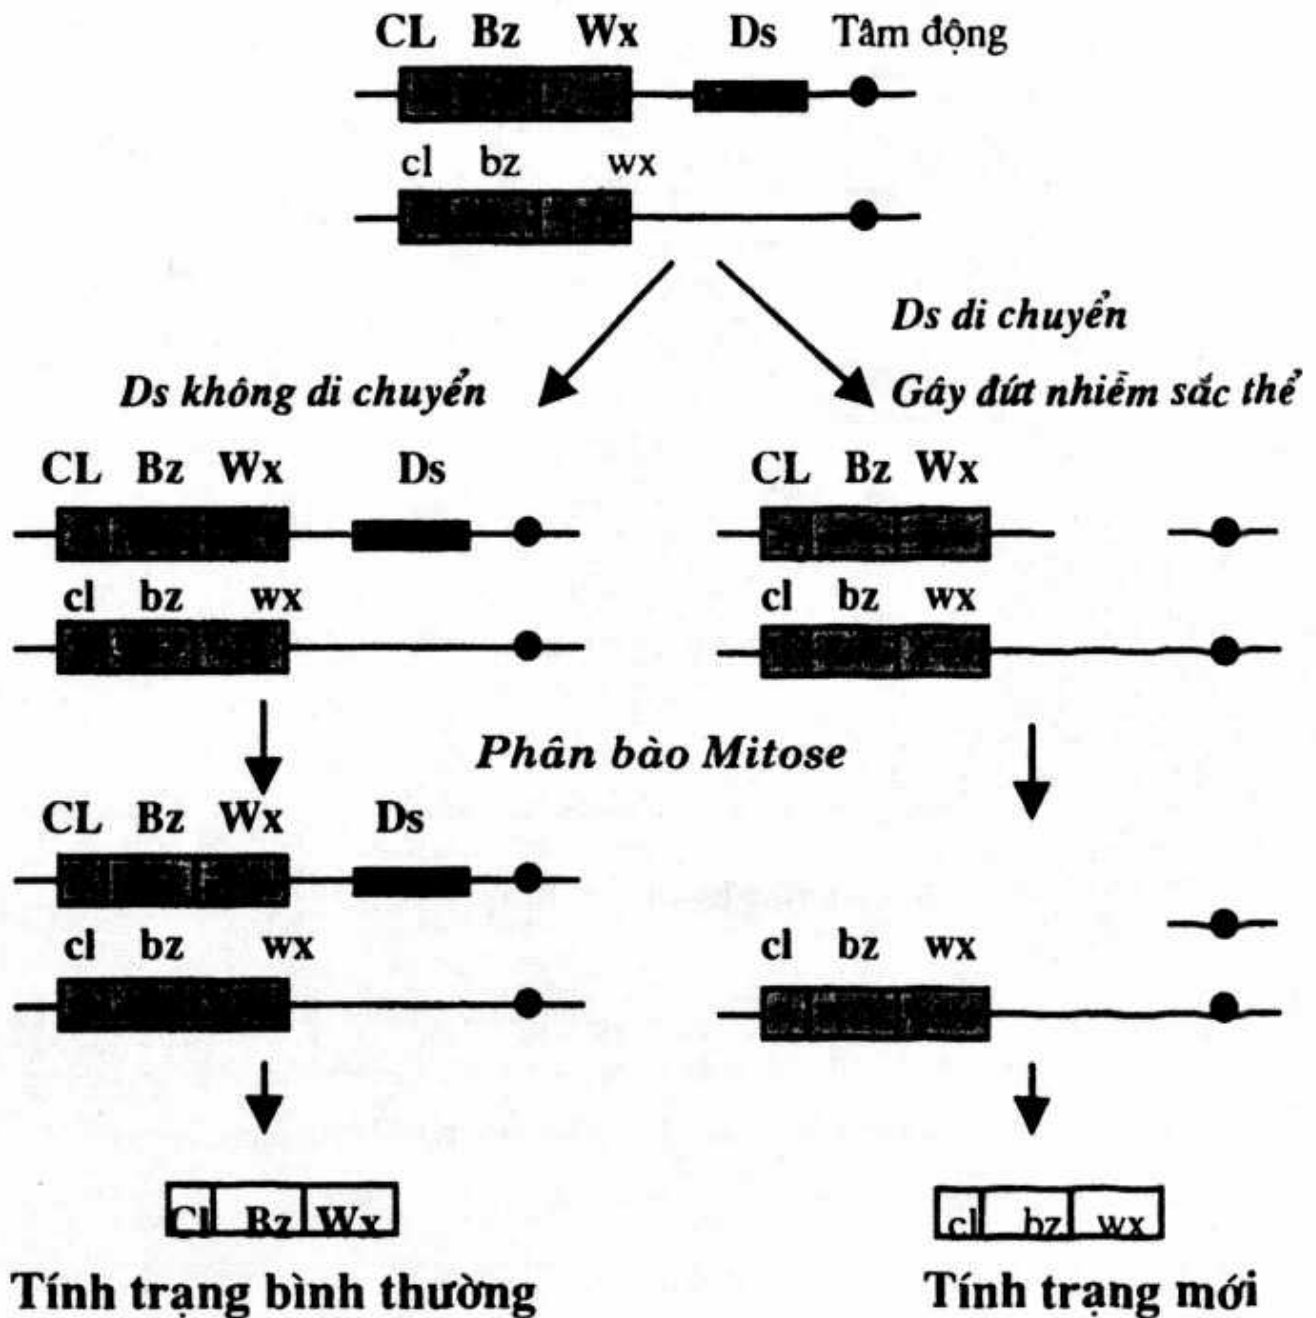 CL Bz Wx Ds Tâm động
cl bz wx
Ds di chuyển
Ds không di chuyển
Gây đứt nhiễm sắc thể
CL Bz Wx Ds
CL Bz Wx
cl bz wx
cl bz wx
Phân bào Mitose
CL Bz Wx Ds
cl bz wx
cl bz wx
Cl Bz Wx
cl bz wx
Tính trạng bình thường
Tính trạng mới